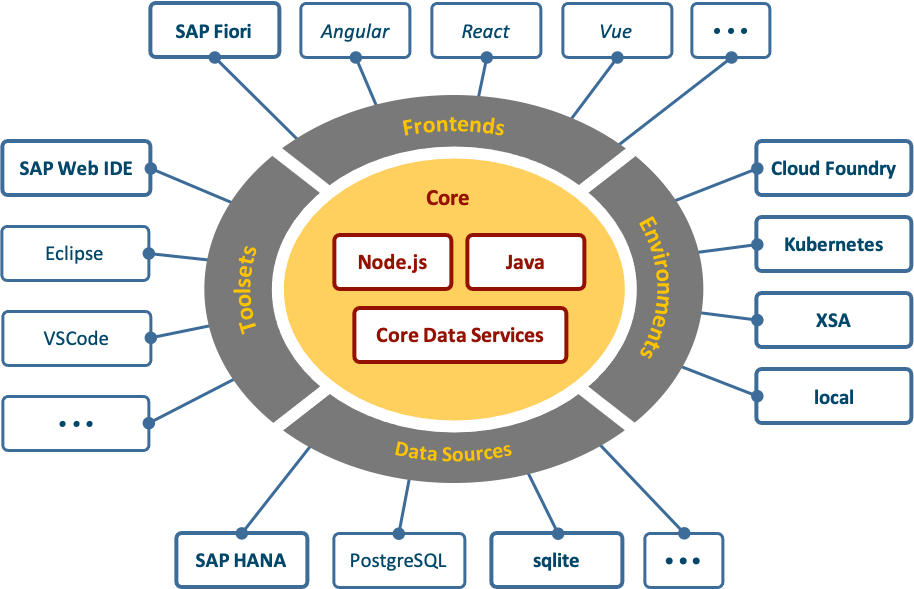 SAP Fiori
Angular
React
Vue
•••
Frontends
SAP Web IDE
Eclipse
VSCode
•••
Toolsets
Core
Node.js
Java
Core Data Services
Environments
Cloud Foundry
Kubernetes
XSA
local
Data Sources
SAP HANA
PostgreSQL
sqlite
•••